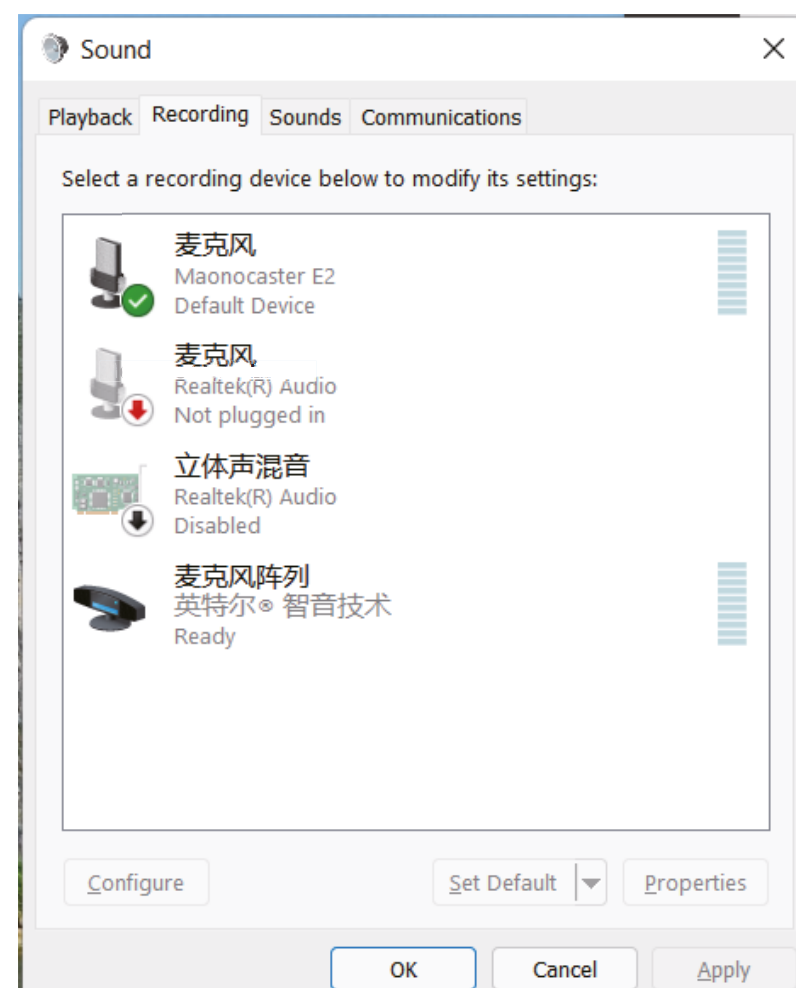 Sound
Playback Recording Sounds Communications
Select a recording device below to modify its settings:
麦克风
Maonocaster E2
Default Device
麦克风
Realtek(R) Audio
Not plugged in
立体声混音
Realtek(R) Audio
Disabled
麦克风阵列
英特尔® 智音技术
Ready
Configure Set Default Properties
OK Cancel Apply